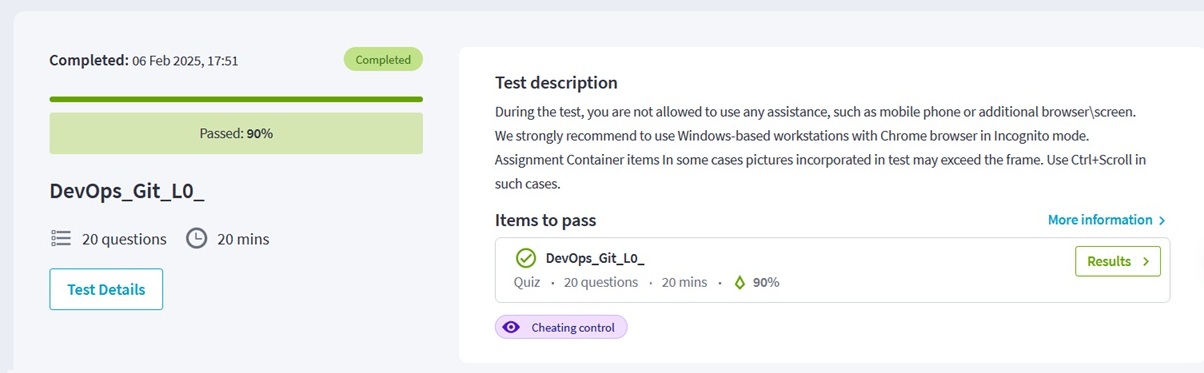 Completed: 06 Feb 2025, 17:51
Completed
Passed: 90%
DevOps_Git_L0_
20 questions
20 mins
Test Details
Test description
During the test, you are not allowed to use any assistance, such as mobile phone or additional browser\screen.
We strongly recommend to use Windows-based workstations with Chrome browser in Incognito mode.
Assignment Container items In some cases pictures incorporated in test may exceed the frame. Use Ctrl+Scroll in
such cases.
Items to pass
More information
DevOps_Git_L0_
Quiz · 20 questions · 20 mins · 90%
Results
Cheating control